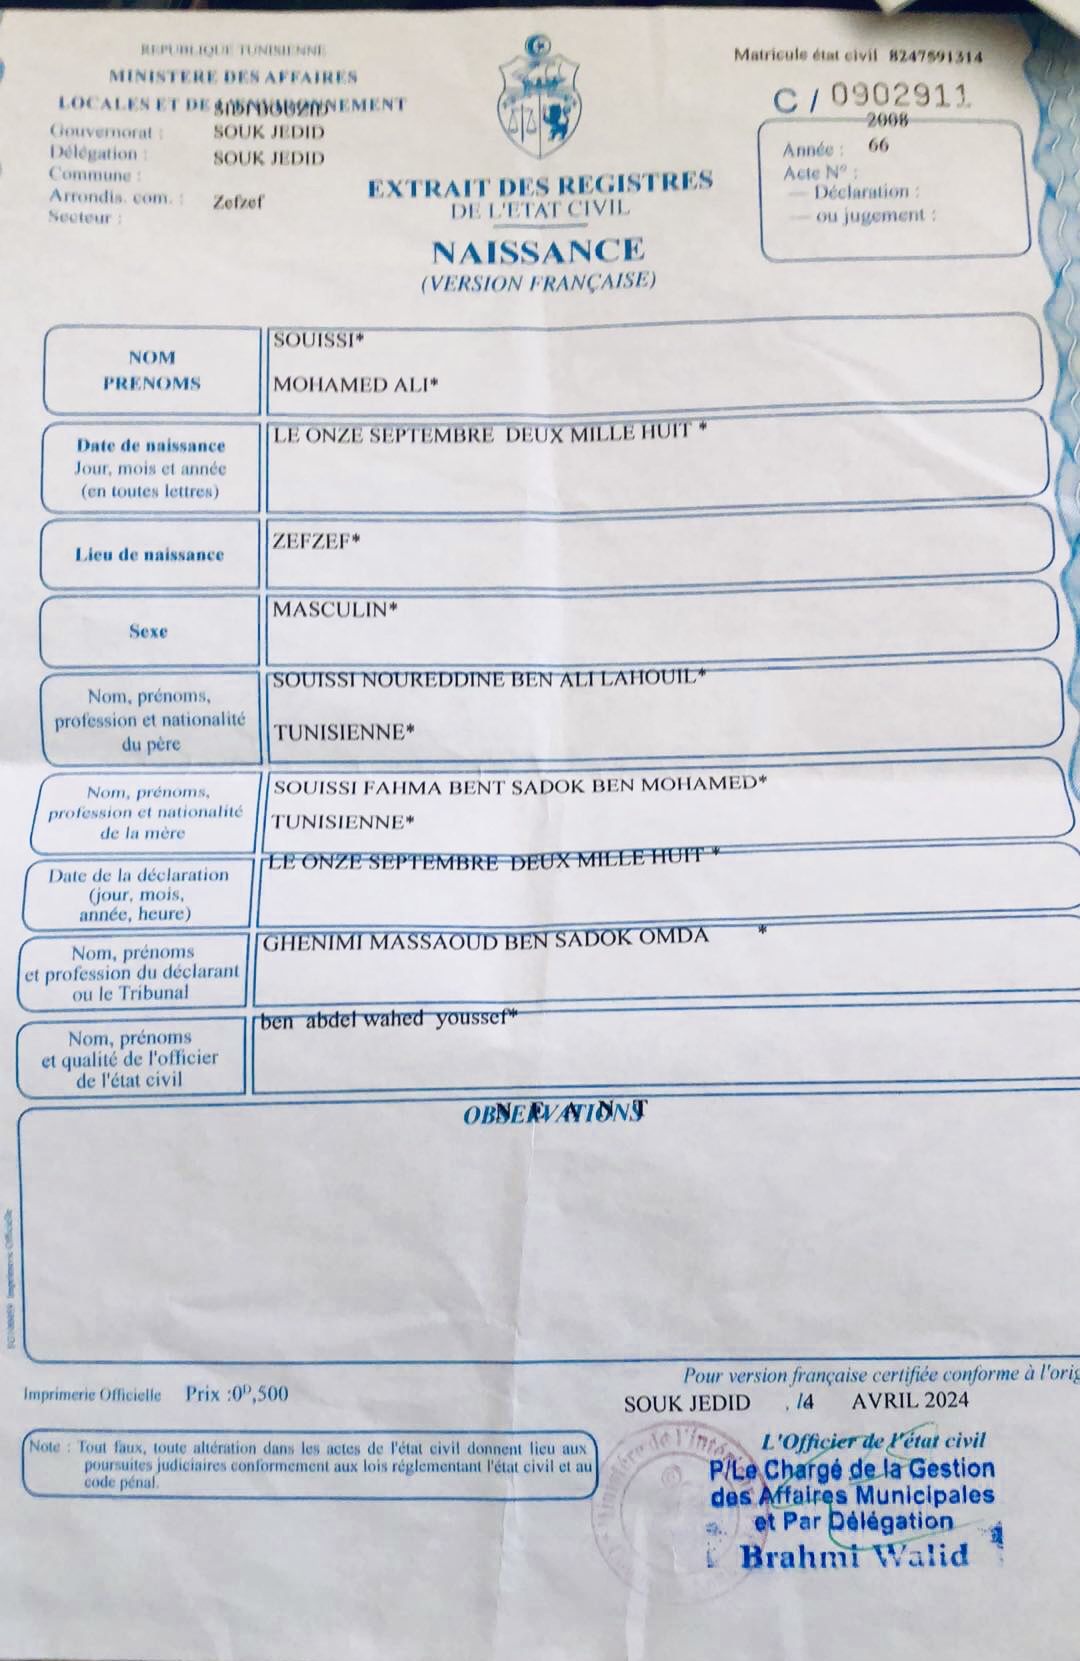 REPUBLIQUE TUNISIENNE
MINISTERE DES AFFAIRES
LOCALES ET DE L'ENVIRONNEMENT
Gouvernorat :
SOUK JEDID
Délégation :
SOUK JEDID
Commune :
Arrondis. com. :
Zefzef
Secteur :
Matricule état civil 8247591314
C / 0902911
2008
Année :
66
Acte N° :
— Déclaration :
— ou jugement :
EXTRAIT DES REGISTRES
DE L'ETAT CIVIL
NAISSANCE
(VERSION FRANÇAISE)
NOM
PRENOMS
SOUISSI*
MOHAMED ALI*
Date de naissance
Jour, mois et année
(en toutes lettres)
LE ONZE SEPTEMBRE DEUX MILLE HUIT *
Lieu de naissance
ZEFZEF*
Sexe
MASCULIN*
Nom, prénoms,
profession et nationalité
du père
SOUISSI NOUREDDINE BEN ALI LAHOUIL*
TUNISIENNE*
Nom, prénoms,
profession et nationalité
de la mère
SOUISSI FAHMA BENT SADOK BEN MOHAMED*
TUNISIENNE*
Date de la déclaration
(jour, mois,
année, heure)
LE ONZE SEPTEMBRE DEUX MILLE HUIT *
Nom, prénoms
et profession du déclarant
ou le Tribunal
GHENIMI MASSAOUD BEN SADOK OMDA *
Nom, prénoms
et qualité de l'officier
de l'état civil
ben abdel wahed youssef*
OBSERVATIONS
N E A N T
Imprimerie Officielle
Imprimerie Officielle Prix :0ᴰ,500
Pour version française certifiée conforme à l'orig
SOUK JEDID AVRIL 2024
L'Officier de l'état civil
P/Le Chargé de la Gestion
des Affaires Municipales
et Par Délégation
Brahmi Walid
Note : Tout faux, toute altération dans les actes de l'état civil donnent lieu aux
poursuites judiciaires conformement aux lois réglementant l'état civil et au
code pénal.
Ministère de l'Intérieur